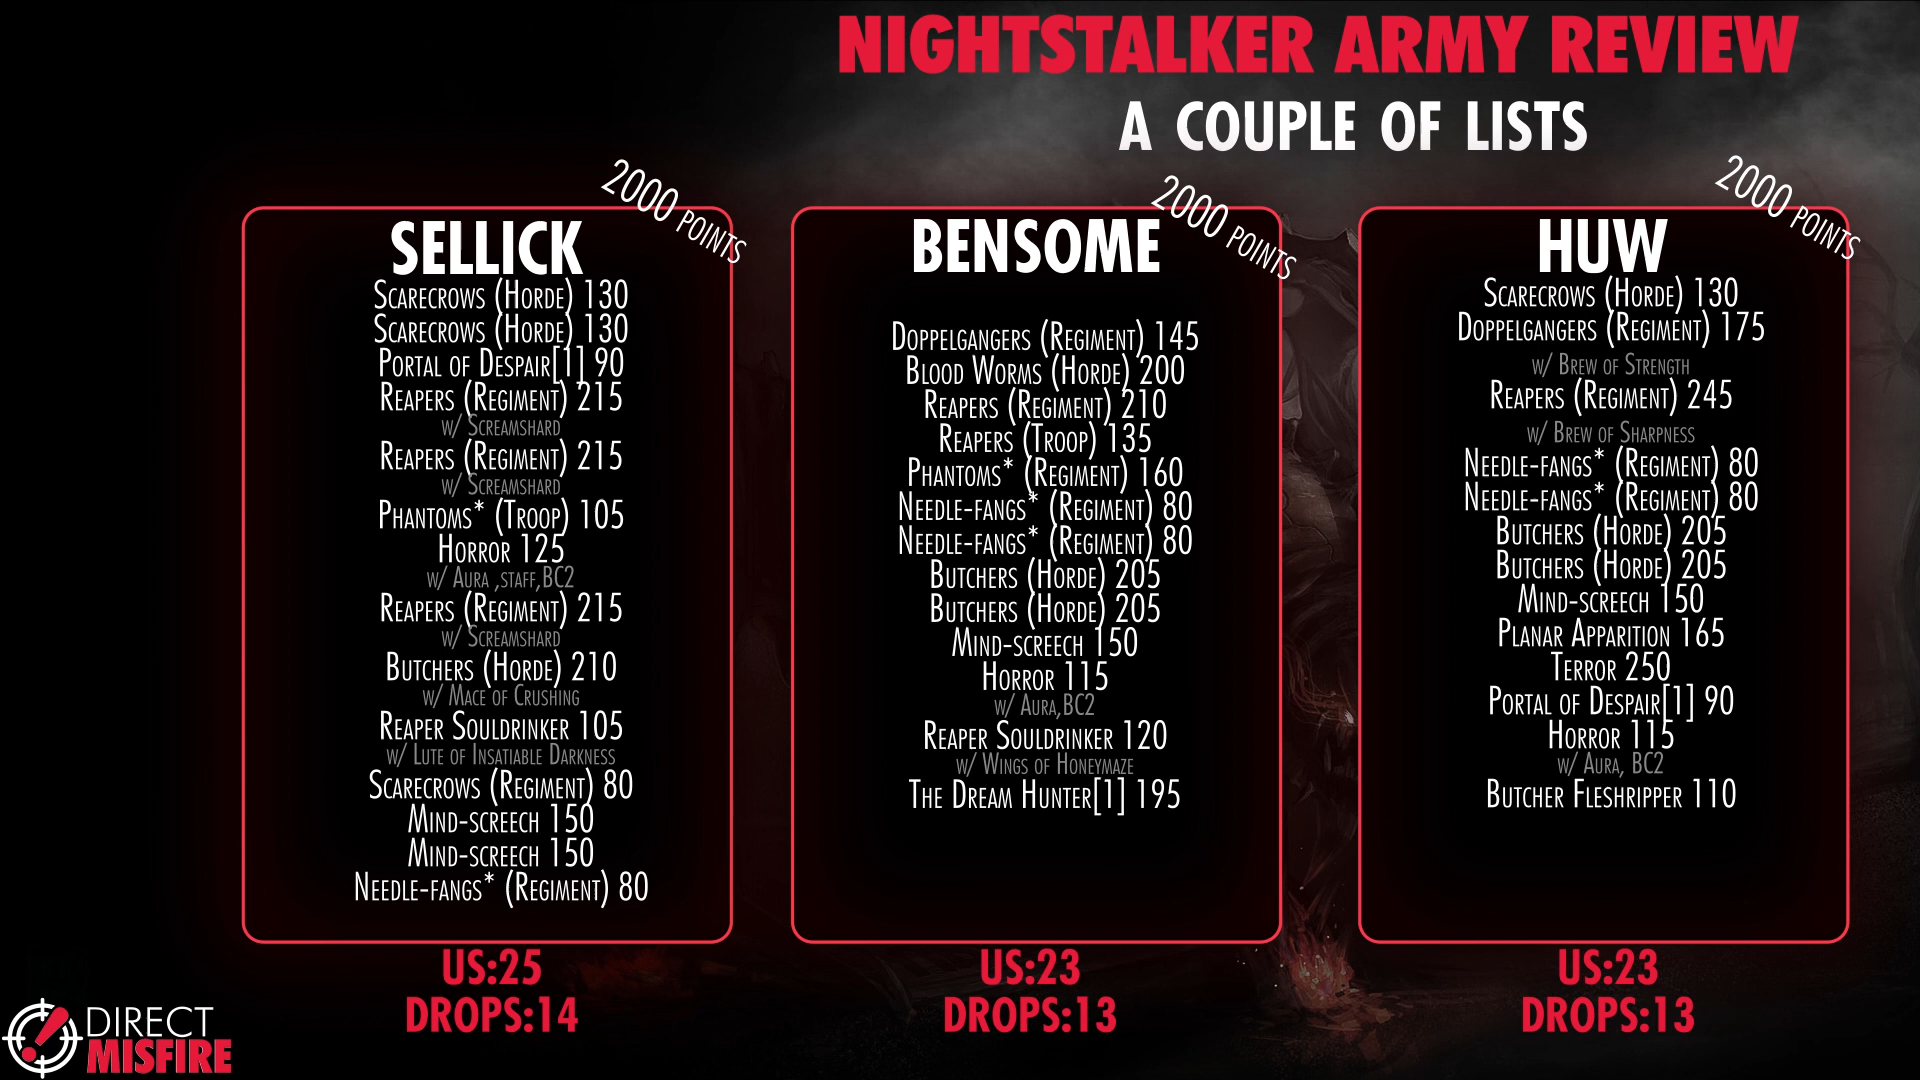 NIGHTSTALKER ARMY REVIEW
A COUPLE OF LISTS
2000 POINTS
SELLICK
Scarecrows (Horde) 130
Scarecrows (Horde) 130
Portal of Despair[1] 90
Reapers (Regiment) 215
w/ Screamshard
Reapers (Regiment) 215
w/ Screamshard
Phantoms* (Troop) 105
Horror 125
w/ Aura ,staff,BC2
Reapers (Regiment) 215
w/ Screamshard
Butchers (Horde) 210
w/ Mace of Crushing
Reaper Souldrinker 105
w/ Lute of Insatiable Darkness
Scarecrows (Regiment) 80
Mind-screech 150
Mind-screech 150
Needle-fangs* (Regiment) 80
US:25
DROPS:14
2000 POINTS
BENSOME
Doppelgangers (Regiment) 145
Blood Worms (Horde) 200
Reapers (Regiment) 210
Reapers (Troop) 135
Phantoms* (Regiment) 160
Needle-fangs* (Regiment) 80
Needle-fangs* (Regiment) 80
Butchers (Horde) 205
Butchers (Horde) 205
Mind-screech 150
Horror 115
w/ Aura,BC2
Reaper Souldrinker 120
w/ Wings of Honeymaze
The Dream Hunter[1] 195
US:23
DROPS:13
2000 POINTS
HUW
Scarecrows (Horde) 130
Doppelgangers (Regiment) 175
w/ Brew of Strength
Reapers (Regiment) 245
w/ Brew of Sharpness
Needle-fangs* (Regiment) 80
Needle-fangs* (Regiment) 80
Butchers (Horde) 205
Butchers (Horde) 205
Mind-screech 150
Planar Apparition 165
Terror 250
Portal of Despair[1] 90
Horror 115
w/ Aura, BC2
Butcher Fleshripper 110
US:23
DROPS:13
DIRECT
MISFIRE